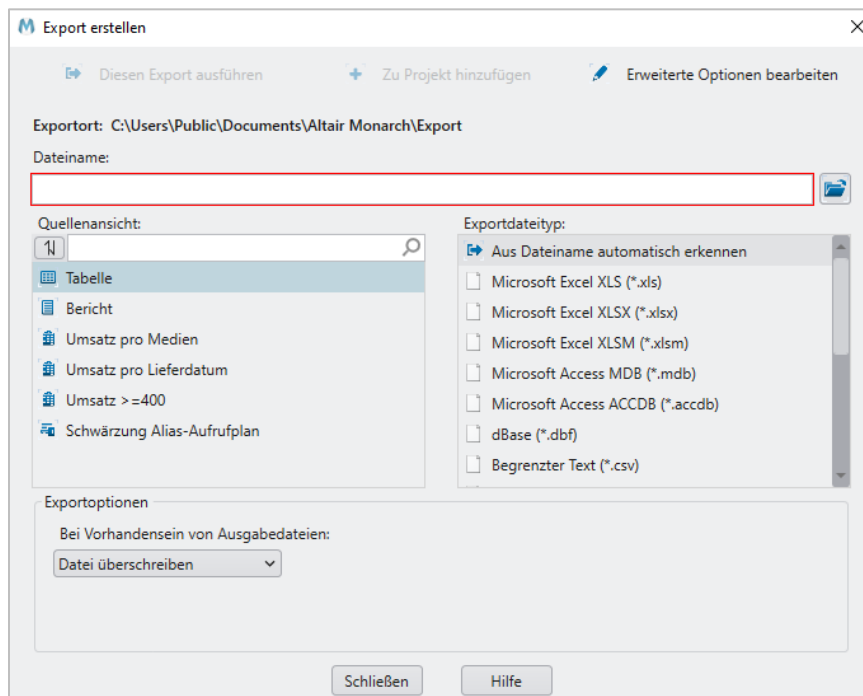 Export erstellen
Diesen Export ausführen
Zu Projekt hinzufügen
Erweiterte Optionen bearbeiten
Exportort: C:\Users\Public\Documents\Altair Monarch\Export
Dateiname:
Quellenansicht:
Exportdateityp:
Tabelle
Bericht
Umsatz pro Medien
Umsatz pro Lieferdatum
Umsatz >=400
Schwärzung Alias-Aufrufplan
Aus Dateiname automatisch erkennen
Microsoft Excel XLS (*.xls)
Microsoft Excel XLSX (*.xlsx)
Microsoft Excel XLSM (*.xlsm)
Microsoft Access MDB (*.mdb)
Microsoft Access ACCDB (*.accdb)
dBase (*.dbf)
Begrenzter Text (*.csv)
Exportoptionen
Bei Vorhandensein von Ausgabedateien:
Datei überschreiben
Schließen
Hilfe